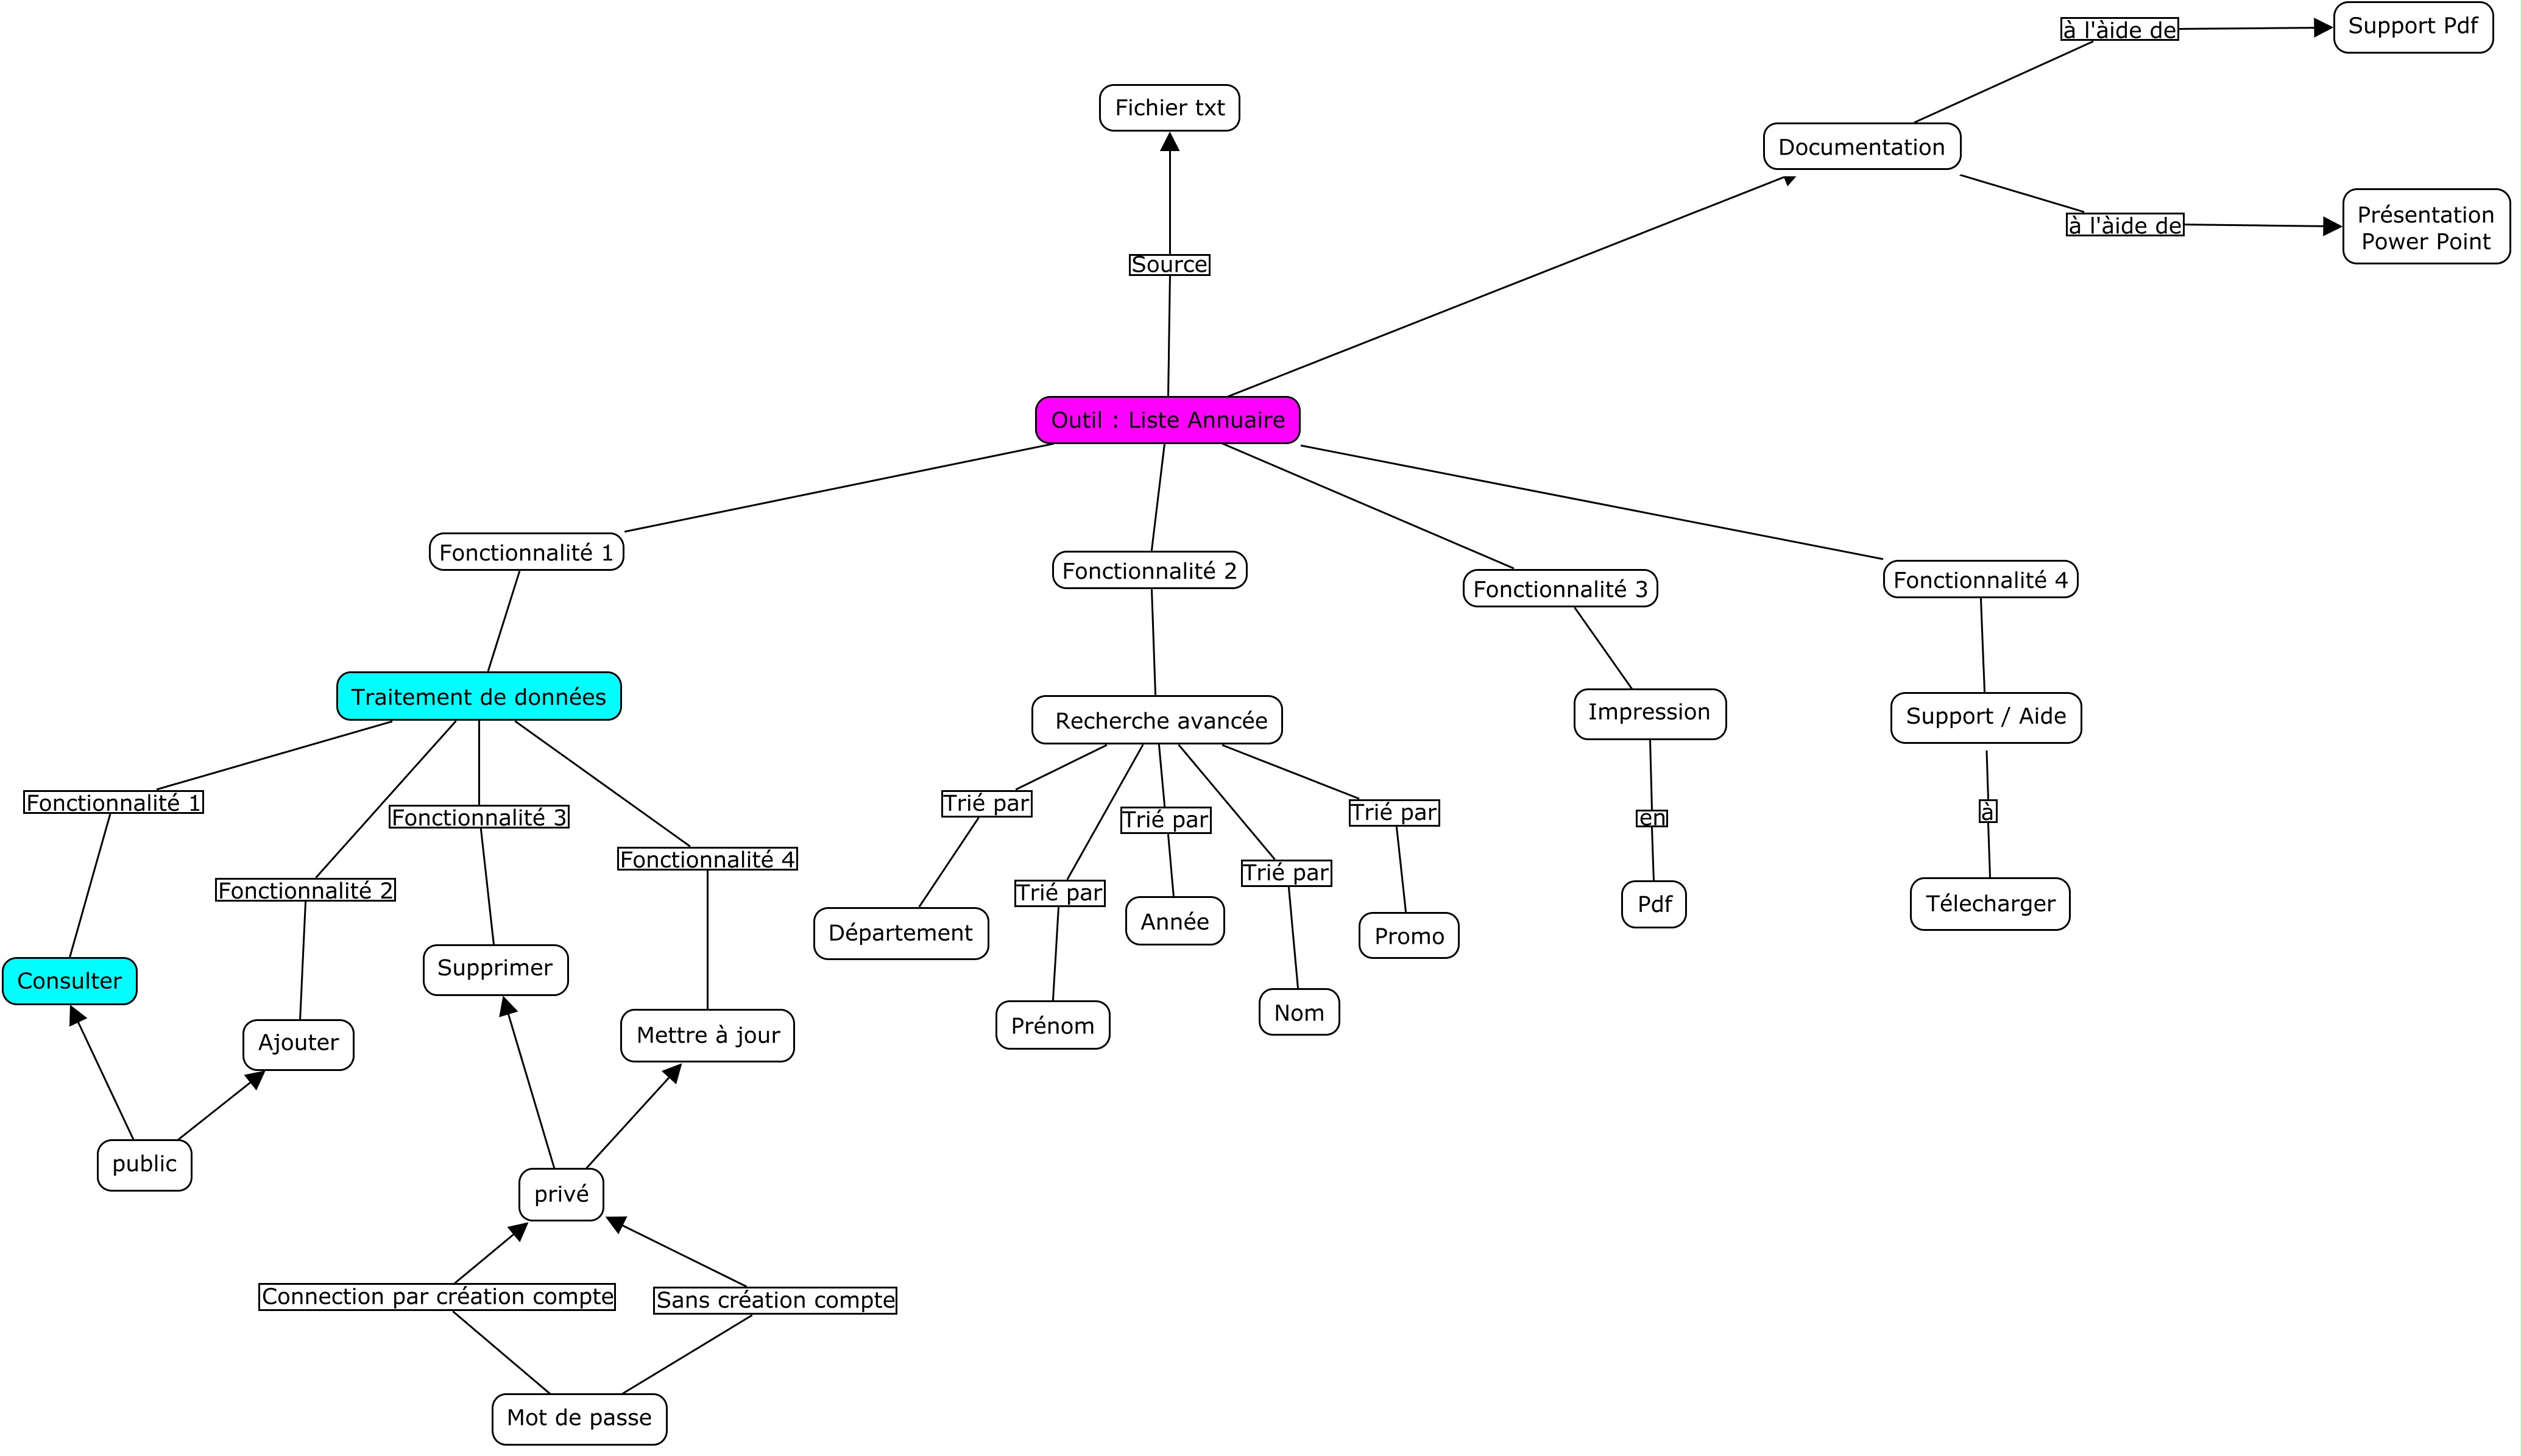 Support Pdf
à l'àide de
Fichier txt
Documentation
Présentation
Power Point
à l'àide de
Source
Outil : Liste Annuaire
Fonctionnalité 1
Fonctionnalité 2
Fonctionnalité 3
Fonctionnalité 4
Traitement de données
Recherche avancée
Impression
Support / Aide
Fonctionnalité 1
Fonctionnalité 3
Fonctionnalité 4
Fonctionnalité 2
Trié par
Trié par
Trié par
Trié par
Trié par
en
à
Consulter
Ajouter
Supprimer
Mettre à jour
Département
Prénom
Année
Nom
Promo
Pdf
Télecharger
public
privé
Connection par création compte
Sans création compte
Mot de passe